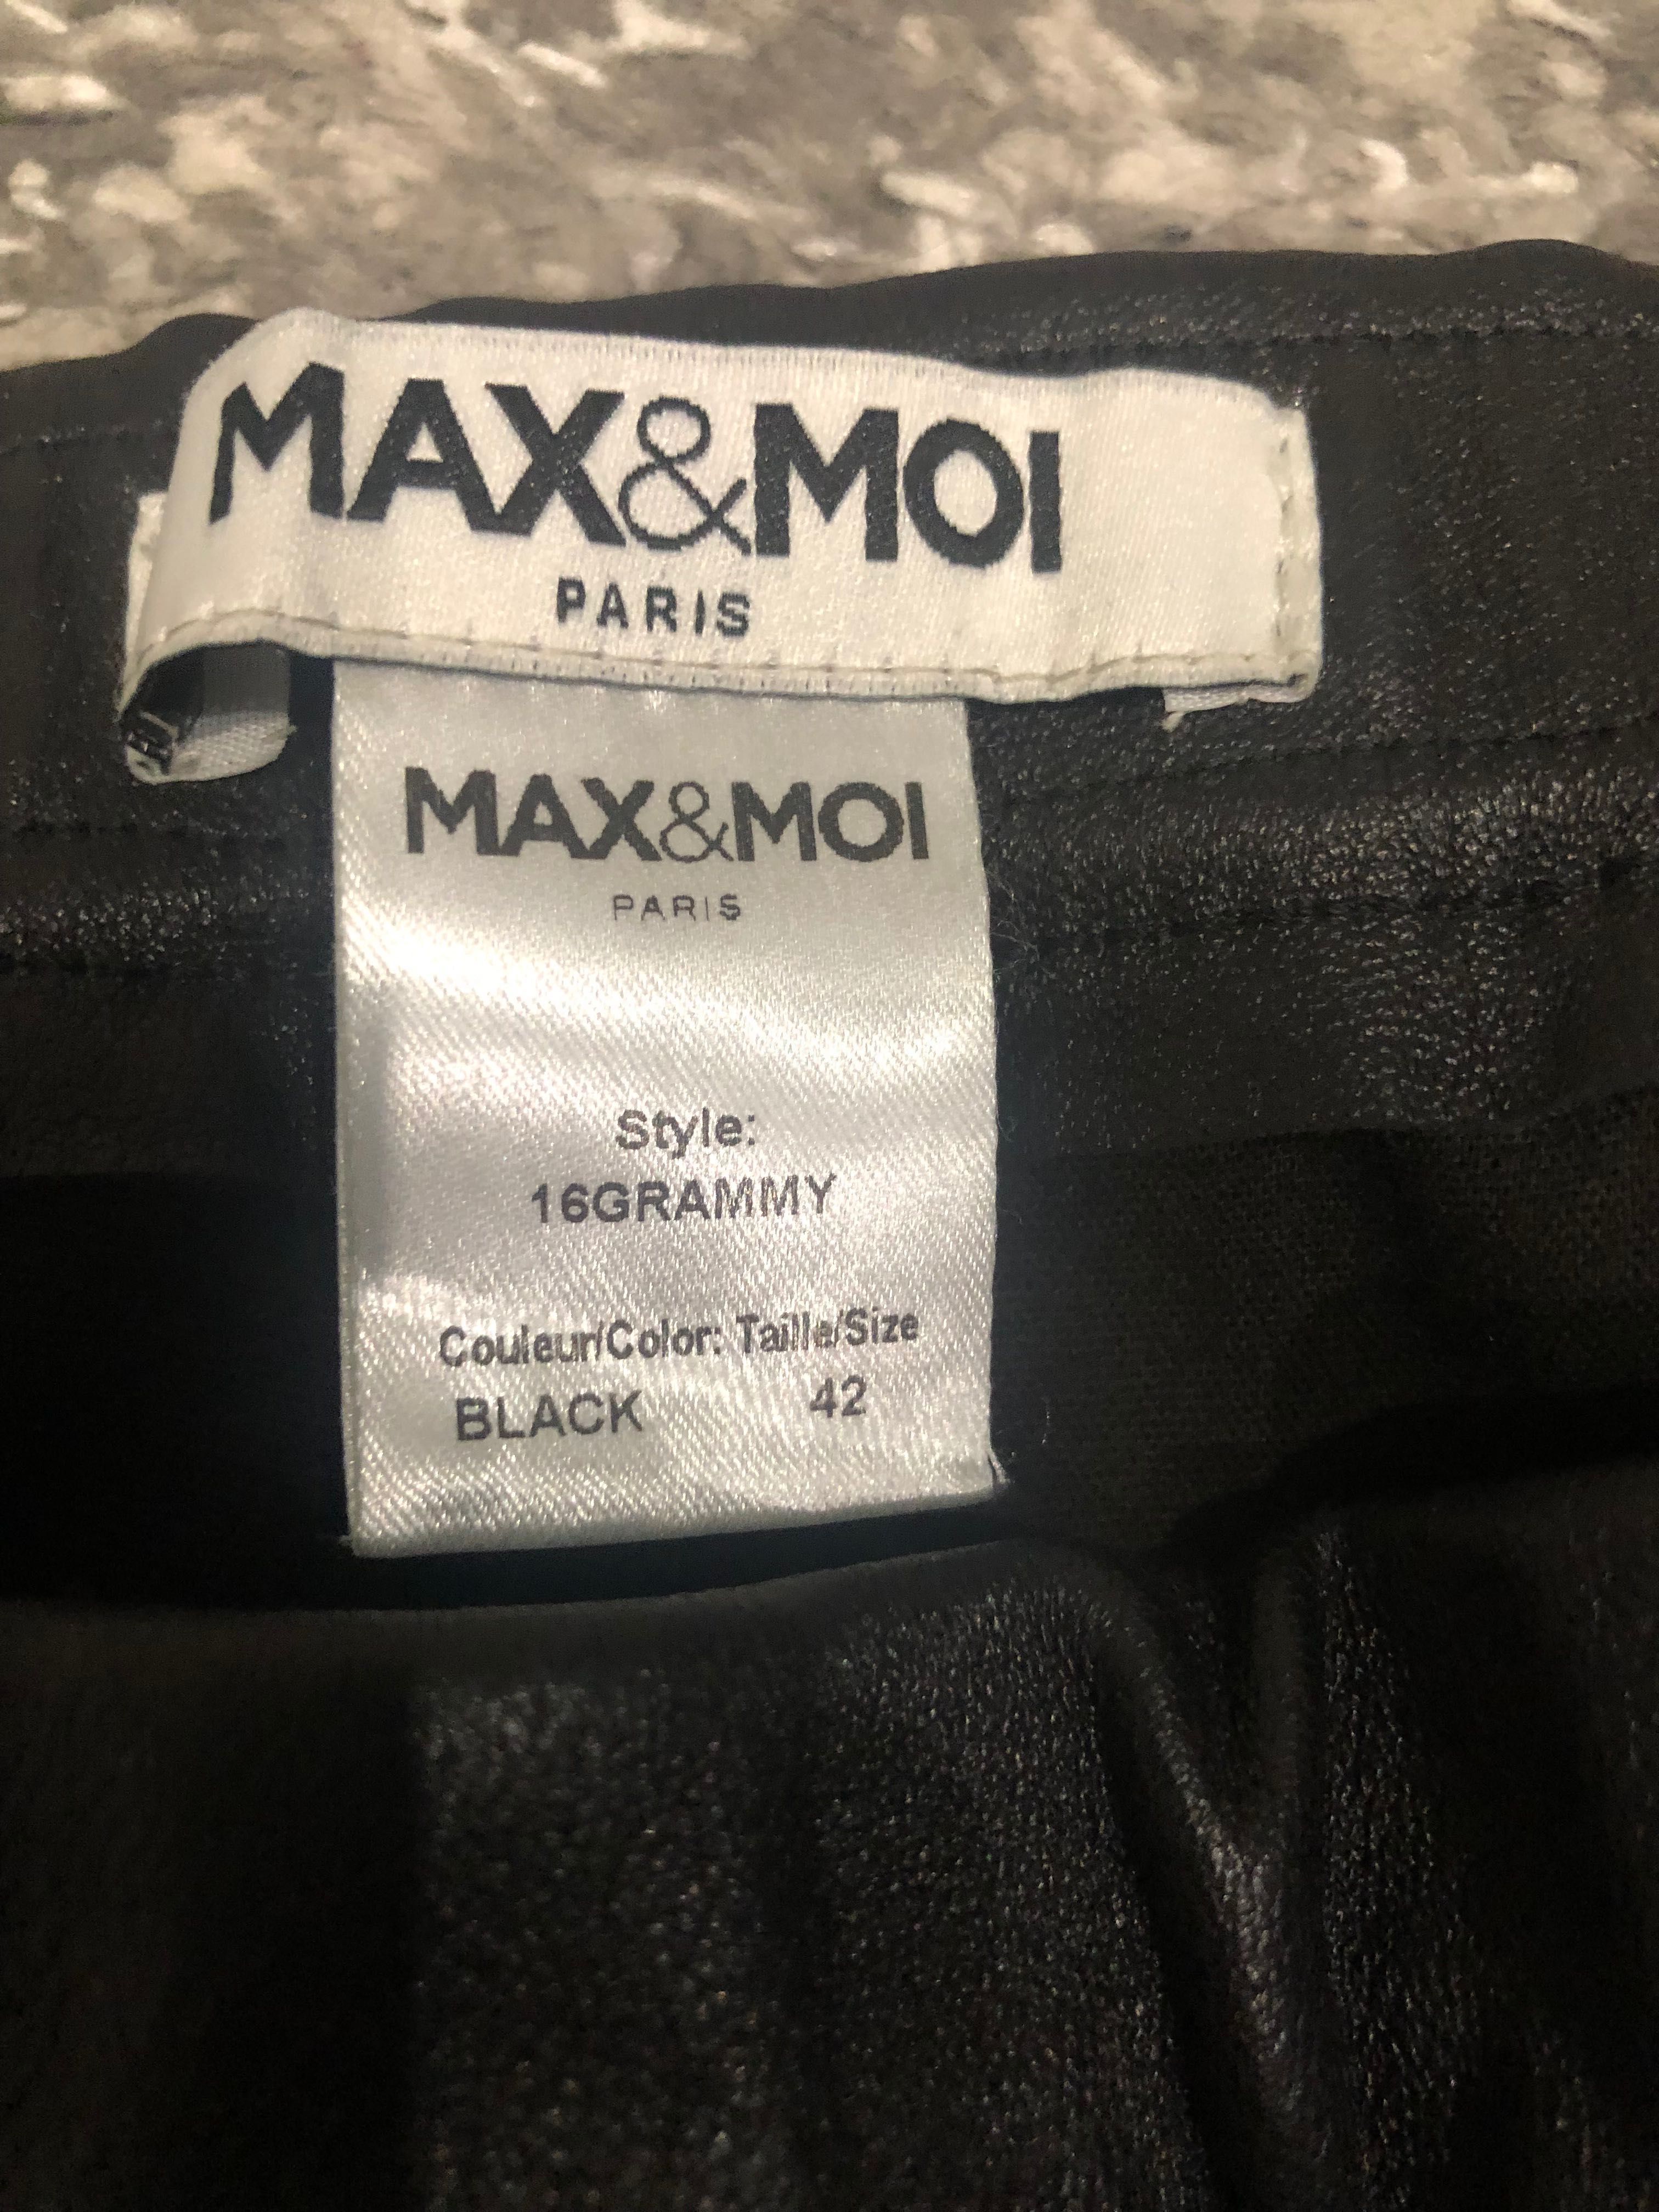 MAX&MOI
PARIS
MAX&MOI
PARIS
Style:
16GRAMMY
Couleur/Color: Taille/Size
BLACK 42